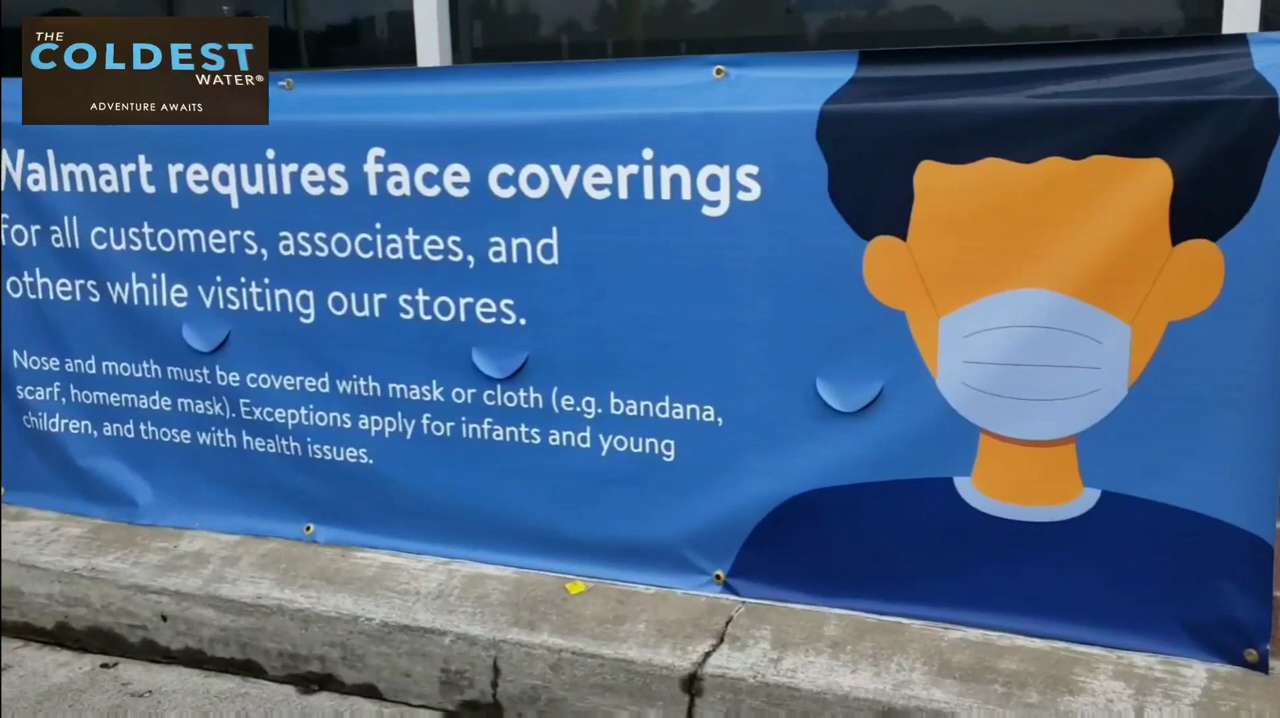 THE
COLDEST
WATER®
ADVENTURE AWAITS
Walmart requires face coverings
for all customers, associates, and
others while visiting our stores.
Nose and mouth must be covered with mask or cloth (e.g. bandana,
scarf, homemade mask). Exceptions apply for infants and young
children, and those with health issues.